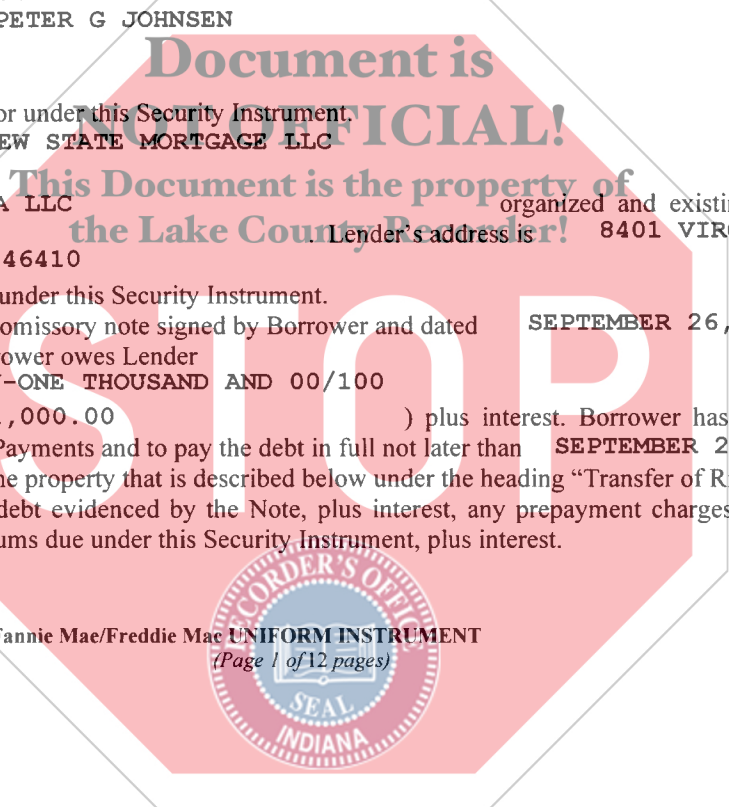 PETER G JOHNSEN
Document is
or under this Security Instrument.
NOT OFFICIAL!
EW STATE MORTGAGE LLC
This Document is the property of
A LLC organized and existin
the Lake County Recorder!
. Lender's address is 8401 VIRG
46410
under this Security Instrument.
omissory note signed by Borrower and dated SEPTEMBER 26,
rower owes Lender
Y-ONE THOUSAND AND 00/100
1,000.00 ) plus interest. Borrower has
Payments and to pay the debt in full not later than SEPTEMBER 2
he property that is described below under the heading “Transfer of Ri
debt evidenced by the Note, plus interest, any prepayment charges
ums due under this Security Instrument, plus interest.
STOP
Fannie Mae/Freddie Mac UNIFORM INSTRUMENT
(Page 1 of 12 pages)
RECORDER'S OFFICE
SEAL
INDIANA